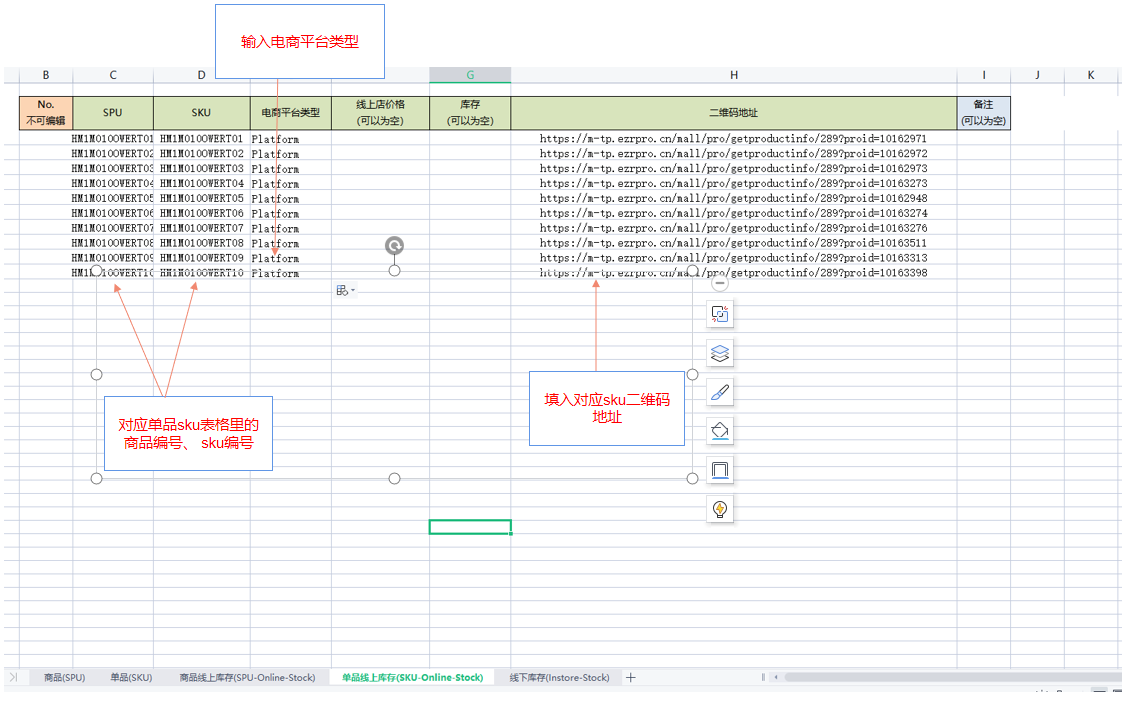 输入电商平台类型
B C D G H I J K
No.
不可编辑
SPU
SKU
电商平台类型
线上店价格
(可以为空)
库存
(可以为空)
二维码地址
备注
(可以为空)
HM1M0100WERT01 HM1M0100WERT01 Platform https://m-tp.ezrpro.cn/mall/pro/getproductinfo/289?proid=10162971
HM1M0100WERT02 HM1M0100WERT02 Platform https://m-tp.ezrpro.cn/mall/pro/getproductinfo/289?proid=10162972
HM1M0100WERT03 HM1M0100WERT03 Platform https://m-tp.ezrpro.cn/mall/pro/getproductinfo/289?proid=10162973
HM1M0100WERT04 HM1M0100WERT04 Platform https://m-tp.ezrpro.cn/mall/pro/getproductinfo/289?proid=10163273
HM1M0100WERT05 HM1M0100WERT05 Platform https://m-tp.ezrpro.cn/mall/pro/getproductinfo/289?proid=10162948
HM1M0100WERT06 HM1M0100WERT06 Platform https://m-tp.ezrpro.cn/mall/pro/getproductinfo/289?proid=10163274
HM1M0100WERT07 HM1M0100WERT07 Platform https://m-tp.ezrpro.cn/mall/pro/getproductinfo/289?proid=10163276
HM1M0100WERT08 HM1M0100WERT08 Platform https://m-tp.ezrpro.cn/mall/pro/getproductinfo/289?proid=10163511
HM1M0100WERT09 HM1M0100WERT09 Platform https://m-tp.ezrpro.cn/mall/pro/getproductinfo/289?proid=10163313
HM1M0100WERT10 HM1M0100WERT10 Platform https://m-tp.ezrpro.cn/mall/pro/getproductinfo/289?proid=10163398
对应单品sku表格里的
商品编号、 sku编号
填入对应sku二维码
地址
商品(SPU) 单品(SKU) 商品线上库存(SPU-Online-Stock) 单品线上库存(SKU-Online-Stock) 线下库存(Instore-Stock)